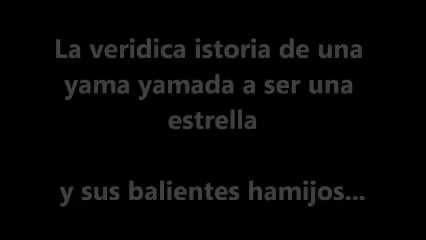 La veridica istoria de una
yama yamada a ser una
estrella
y sus balientes hamijos...